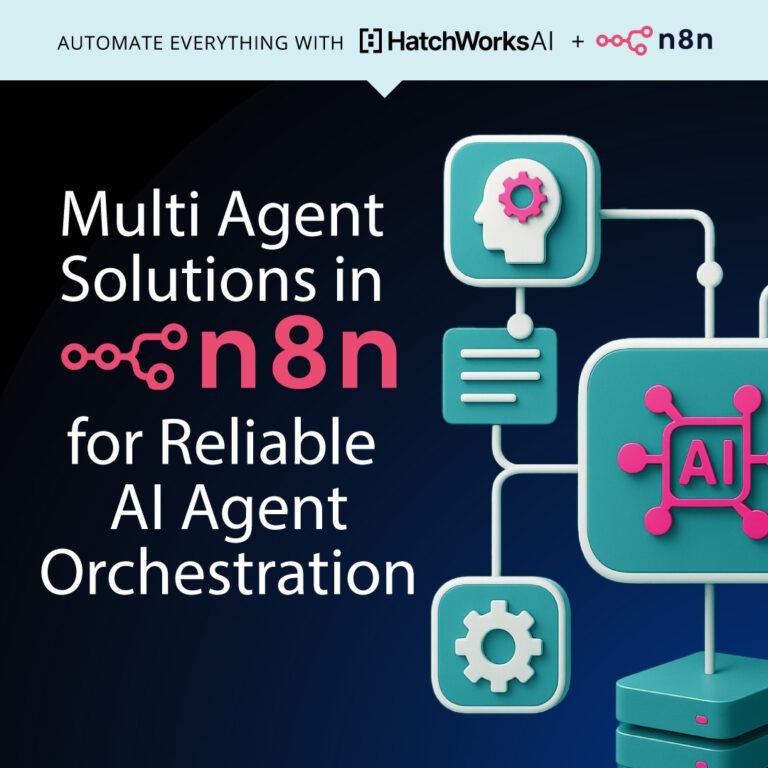 AUTOMATE EVERYTHING WITH HatchWorksAI + n8n
Multi Agent
Solutions in
n8n
for Reliable
AI Agent
Orchestration
AI